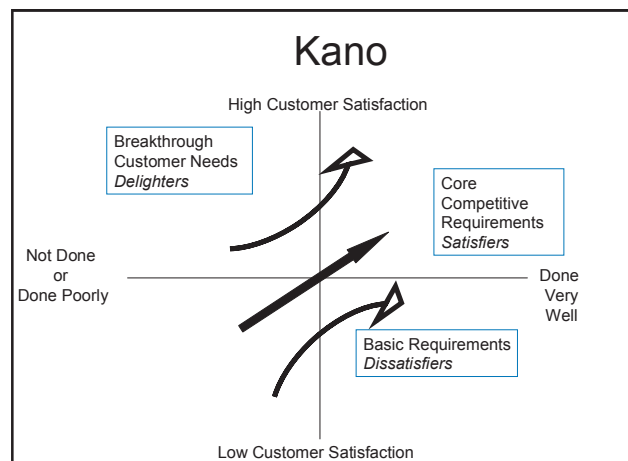 Kano
High Customer Satisfaction
Breakthrough
Customer Needs
Delighters
Core
Competitive
Requirements
Satisfiers
Not Done
or
Done Poorly
Done
Very
Well
Basic Requirements
Dissatisfiers
Low Customer Satisfaction